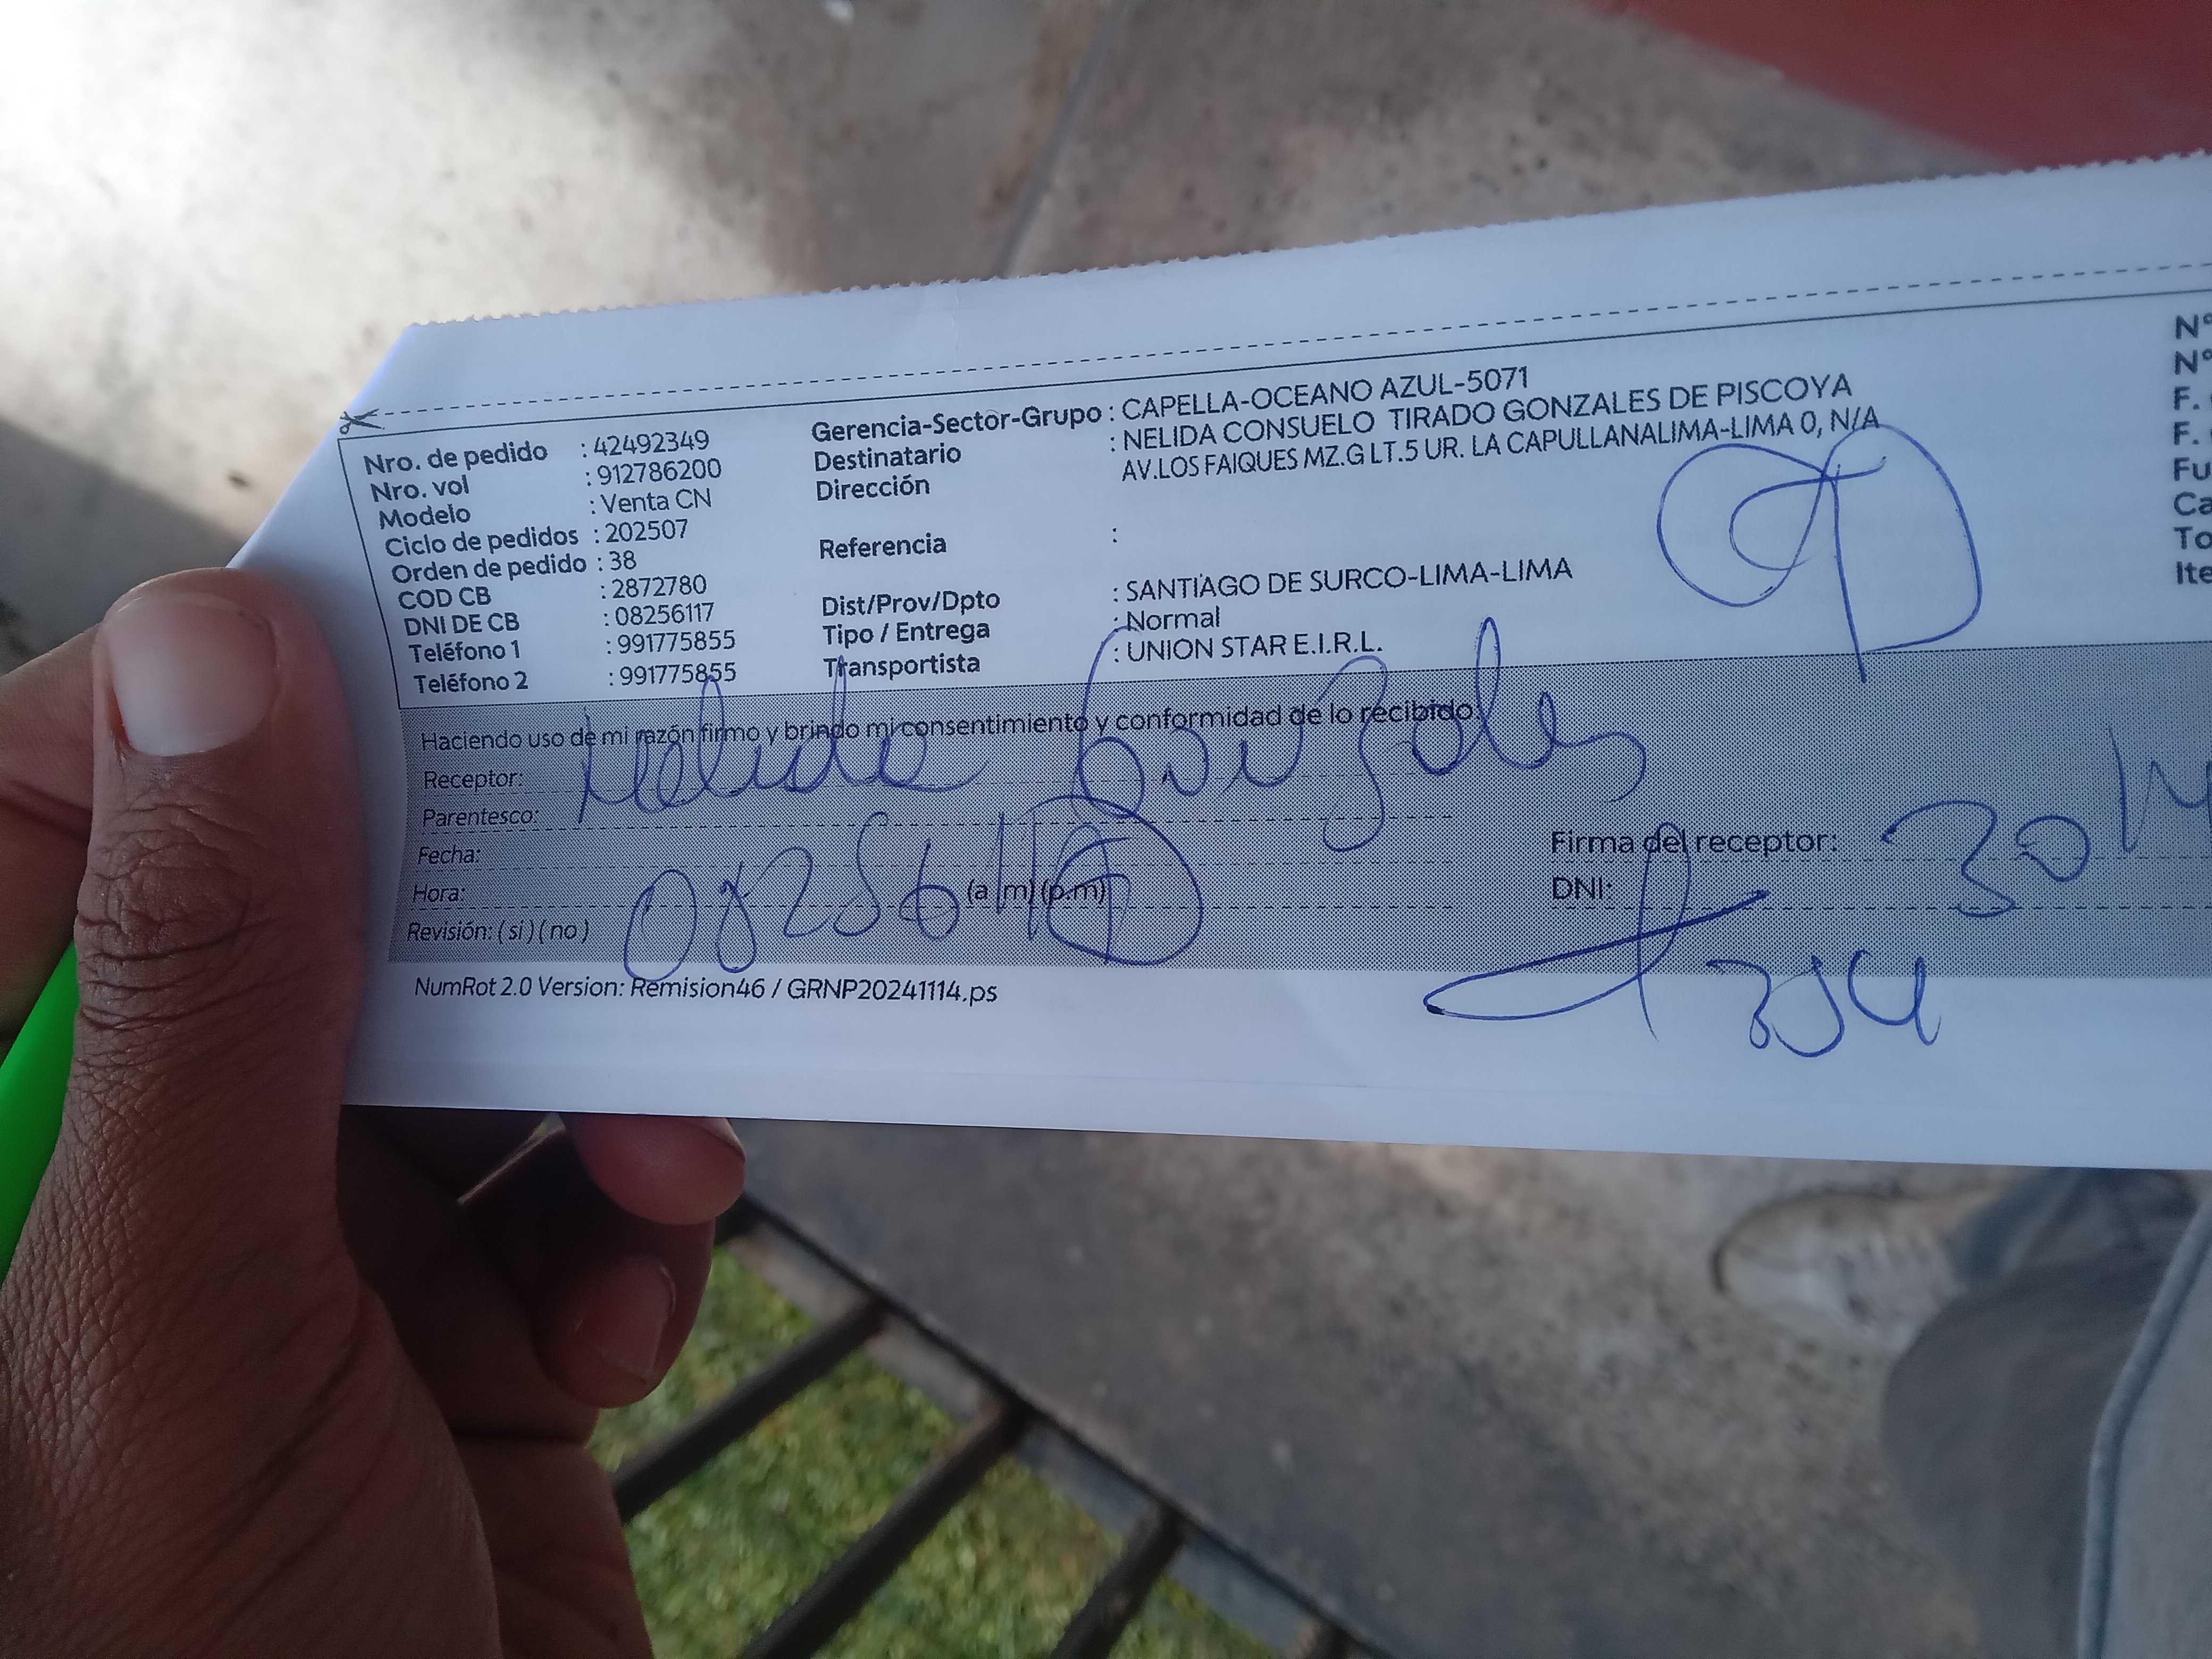 Nro. de pedido : 42492349
Nro. vol : 912786200
Modelo : Venta CN
Ciclo de pedidos : 202507
Orden de pedido : 38
COD CB : 2872780
DNI DE CB : 08256117
Teléfono 1 : 991775855
Teléfono 2 : 991775855
Gerencia-Sector-Grupo : CAPELLA-OCEANO AZUL-5071
Destinatario : NELIDA CONSUELO TIRADO GONZALES DE PISCOYA
Dirección AV.LOS FAIQUES MZ.G LT.5 UR. LA CAPULLANALIMA-LIMA 0, N/A
Referencia :
Dist/Prov/Dpto : SANTIAGO DE SURCO-LIMA-LIMA
Tipo / Entrega : Normal
Transportista : UNION STAR E.I.R.L.
N°
N°
F.
F.
Fu
Ca
To
Ite
Haciendo uso de mi razón firmo y brindo mi consentimiento y conformidad de lo recibido.
Receptor: Nelida Gonzales
Parentesco:
Fecha:
Hora: (a.m) (p.m)
Revisión: ( si ) ( no )
Firma del receptor: 30
DNI:
NumRot 2.0 Version: Remision46 / GRNP20241114.ps